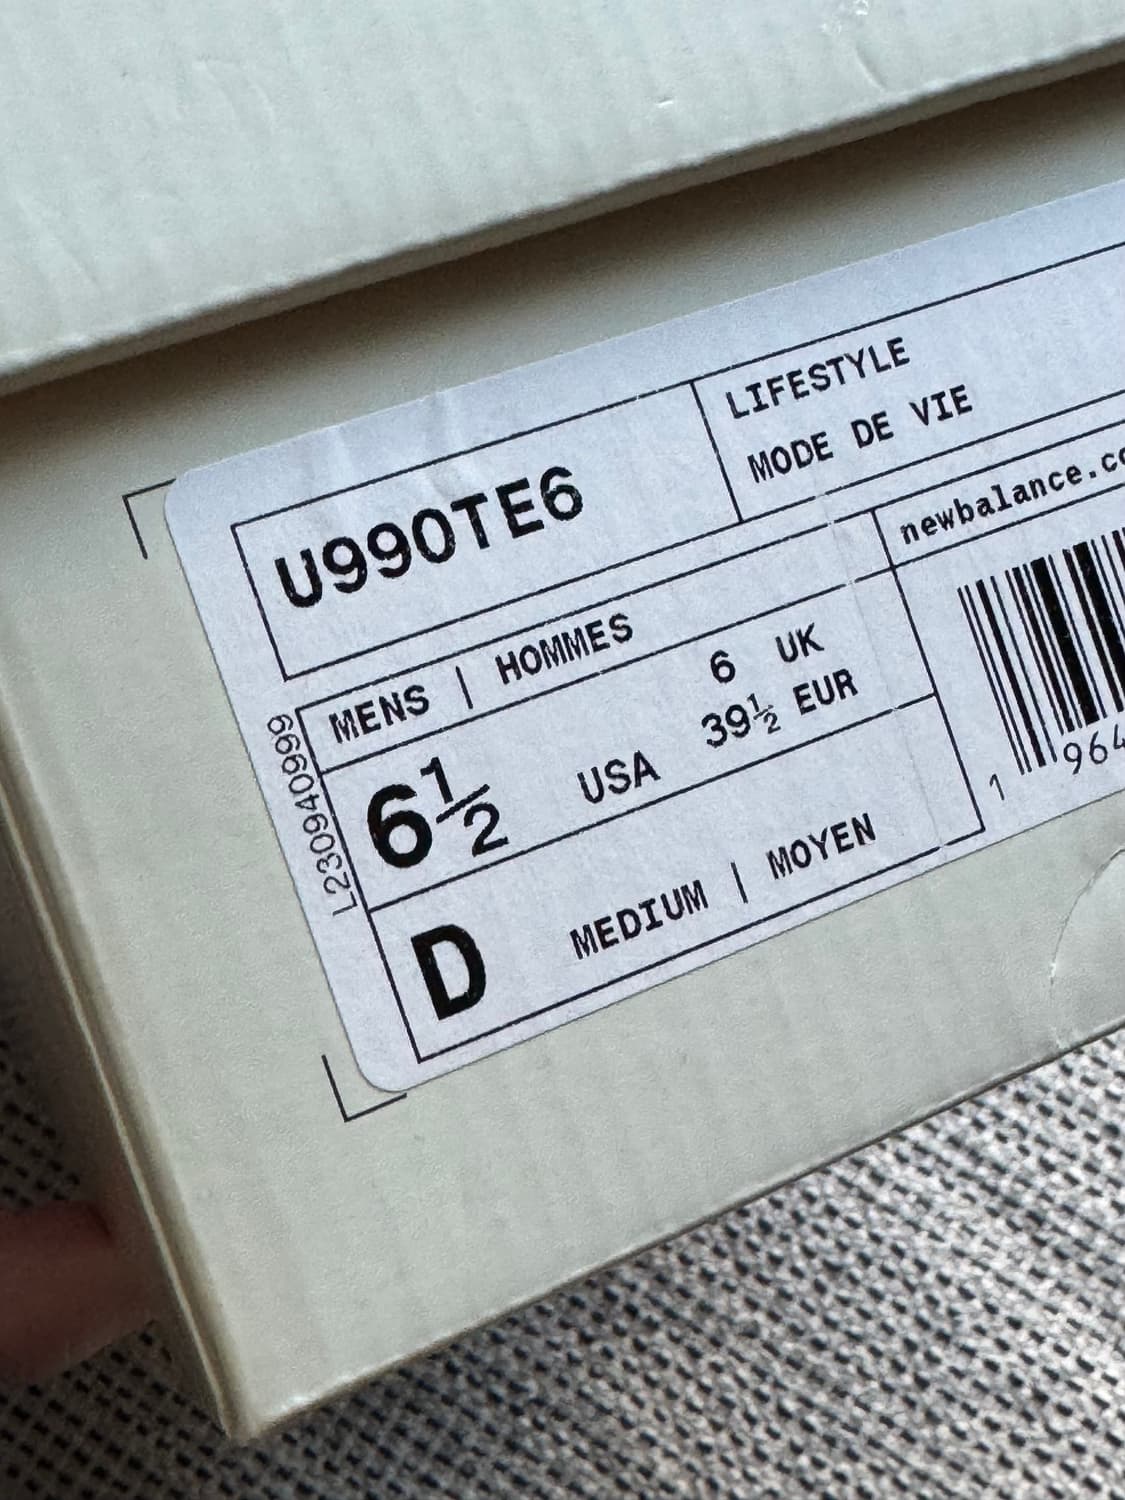 U990TE6
LIFESTYLE
MODE DE VIE
newbalance.co
MENS | HOMMES
6½ USA
6 UK
39½ EUR
D MEDIUM | MOYEN
L2309409999
1 964